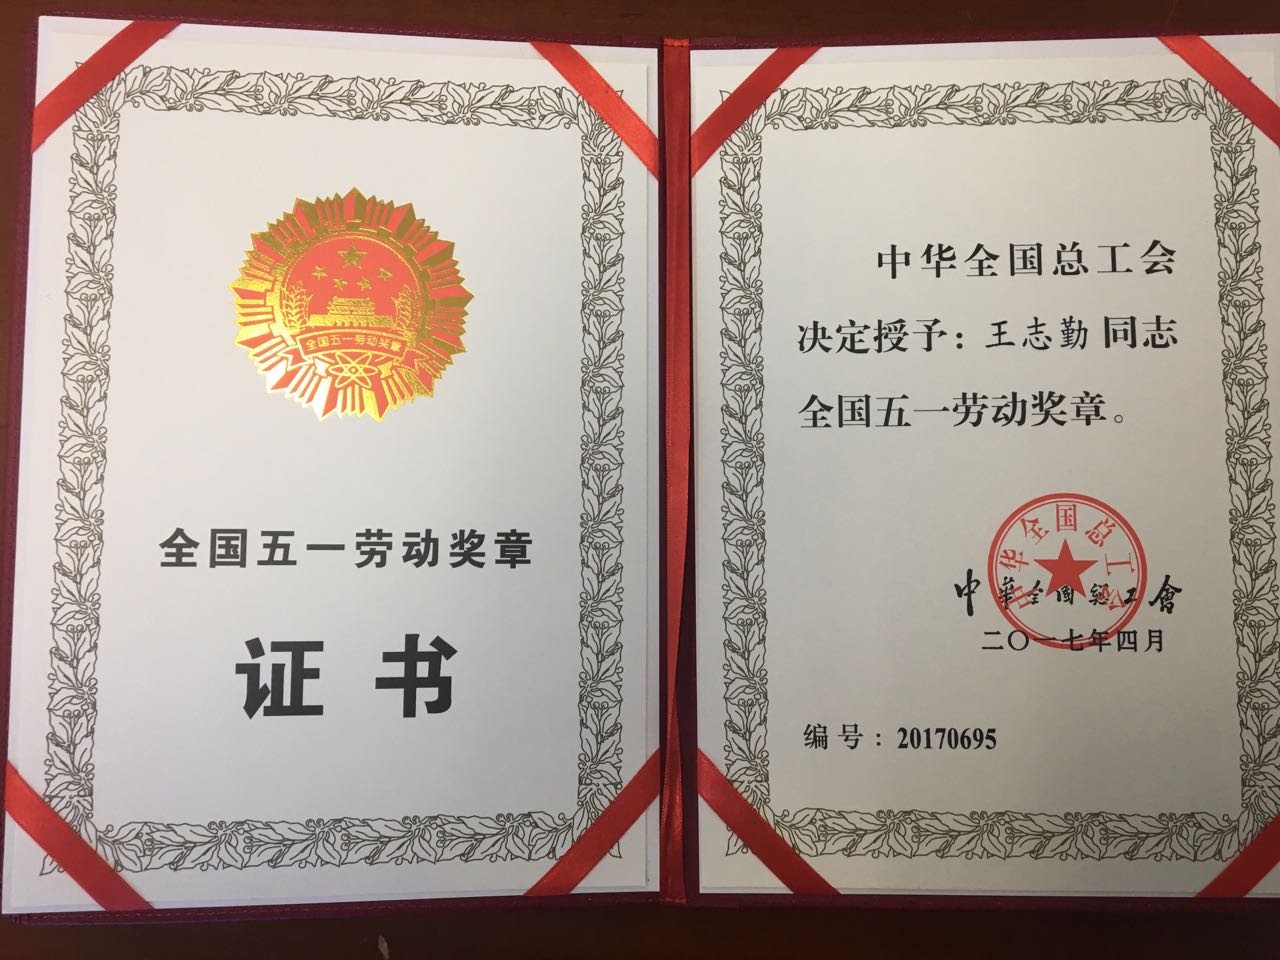 全国五一劳动奖章
全国五一劳动奖章
证书
中华全国总工会
决定授予：王志勤同志
全国五一劳动奖章。
中华全国总工会
中華全國總工會
二〇一七年四月
编号：20170695